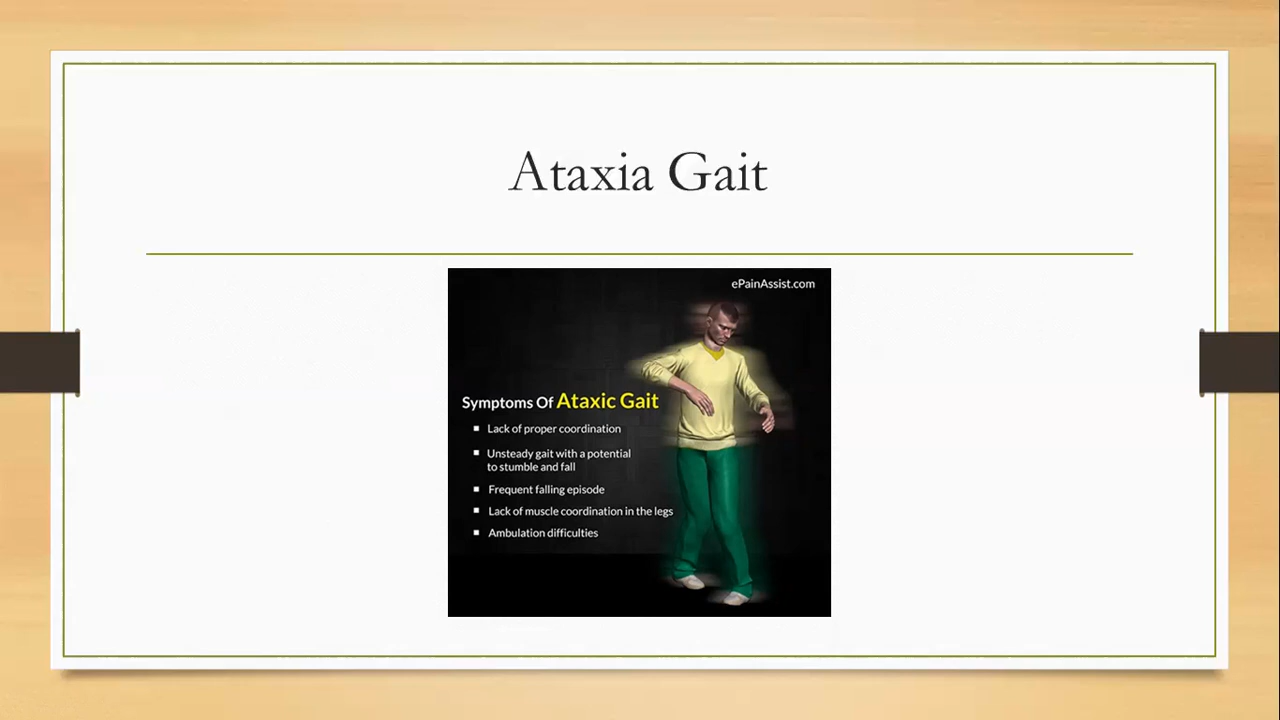 Ataxia Gait
ePainAssist.com
Symptoms Of Ataxic Gait
Lack of proper coordination
Unsteady gait with a potential
to stumble and fall
Frequent falling episode
Lack of muscle coordination in the legs
Ambulation difficulties